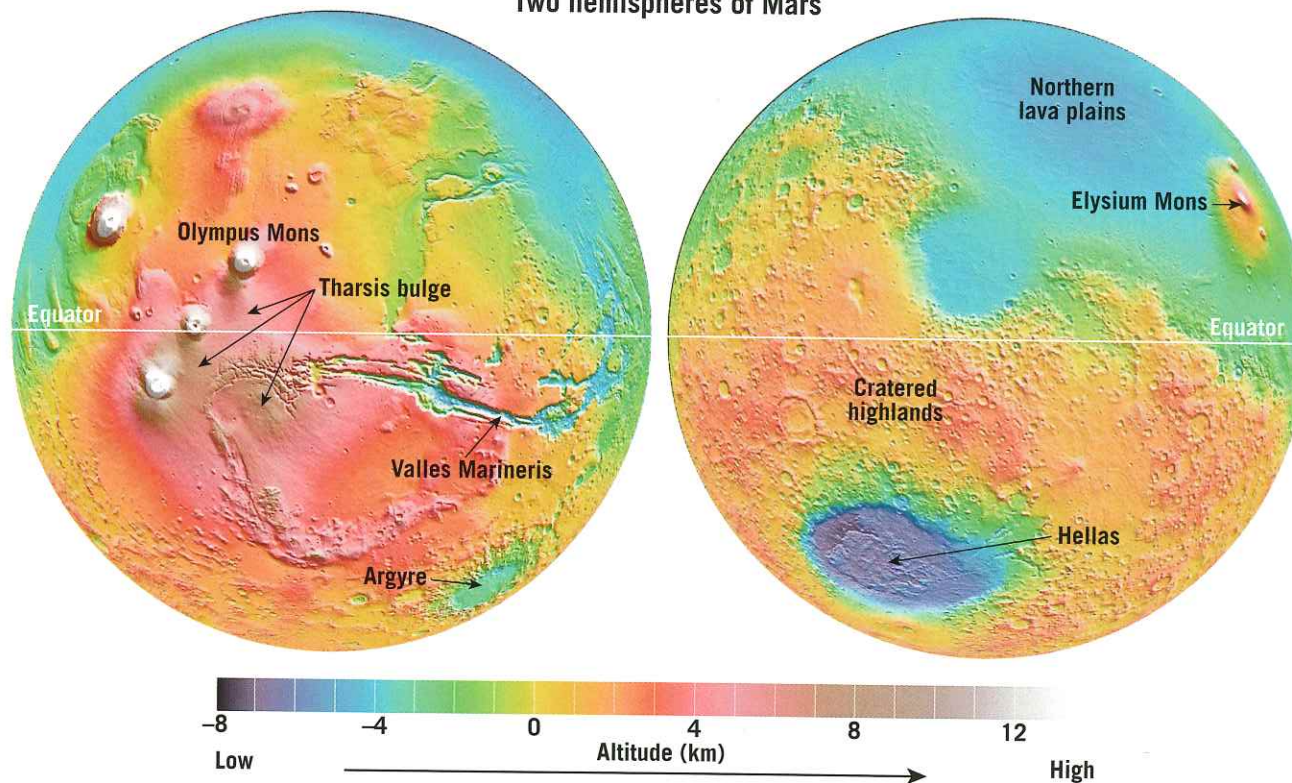 Two hemispheres of Mars
Northern
lava plains
Elysium Mons
Olympus Mons
Tharsis bulge
Equator
Equator
Cratered
highlands
Valles Marineris
Hellas
Argyre
–8
–4
0
4
8
12
Low
Altitude (km)
High